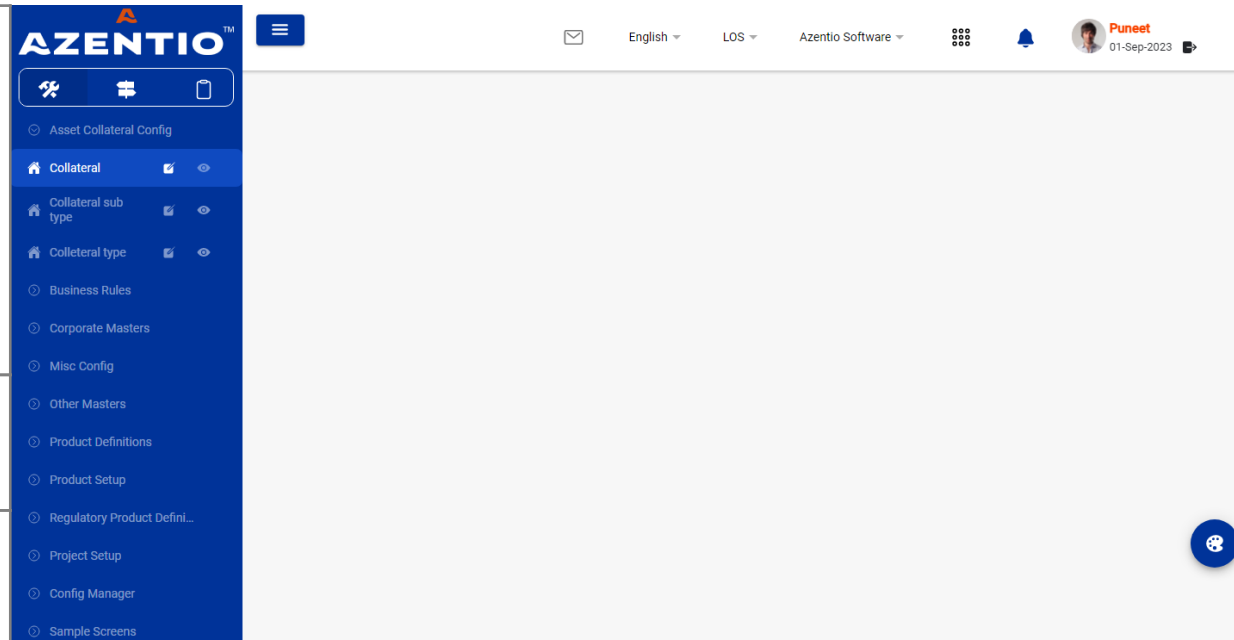 AZENTIO™
English
LOS
Azentio Software
Puneet
01-Sep-2023
Asset Collateral Config
Collateral
Collateral sub
type
Colleteral type
Business Rules
Corporate Masters
Misc Config
Other Masters
Product Definitions
Product Setup
Regulatory Product Defini...
Project Setup
Config Manager
Sample Screens